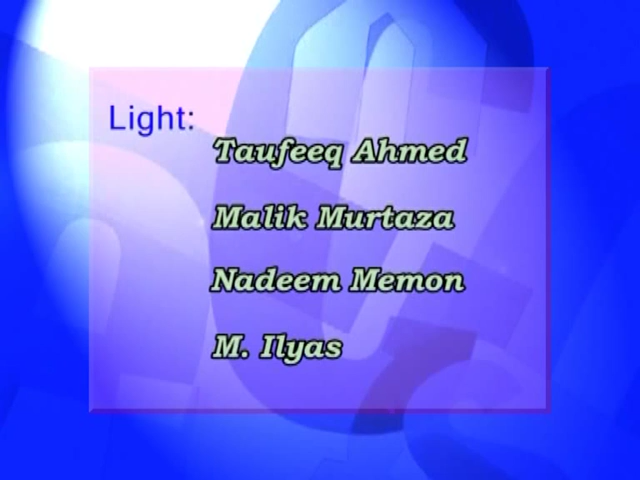 Light:
Taufeeq Ahmed
Malik Murtaza
Nadeem Memon
M. Ilyas